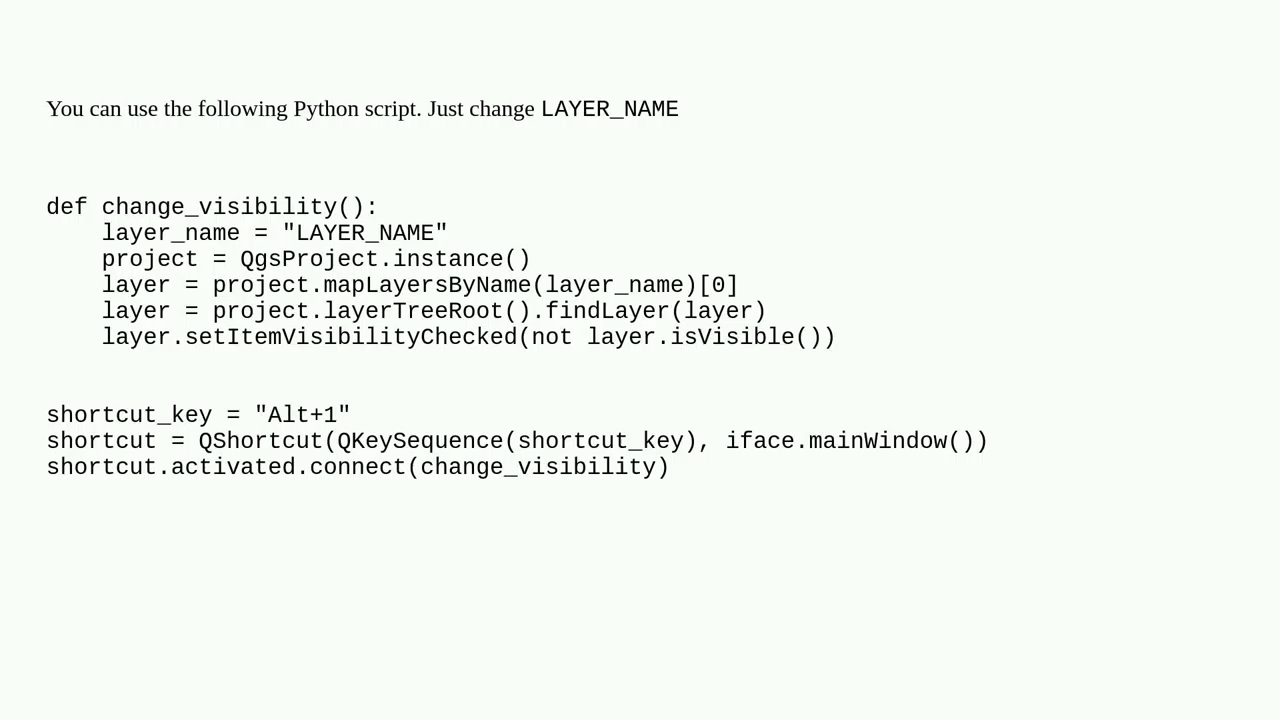 You can use the following Python script. Just change LAYER_NAME
def change_visibility():
    layer_name = "LAYER_NAME"
    project = QgsProject.instance()
    layer = project.mapLayersByName(layer_name)[0]
    layer = project.layerTreeRoot().findLayer(layer)
    layer.setItemVisibilityChecked(not layer.isVisible())
shortcut_key = "Alt+1"
shortcut = QShortcut(QKeySequence(shortcut_key), iface.mainWindow())
shortcut.activated.connect(change_visibility)